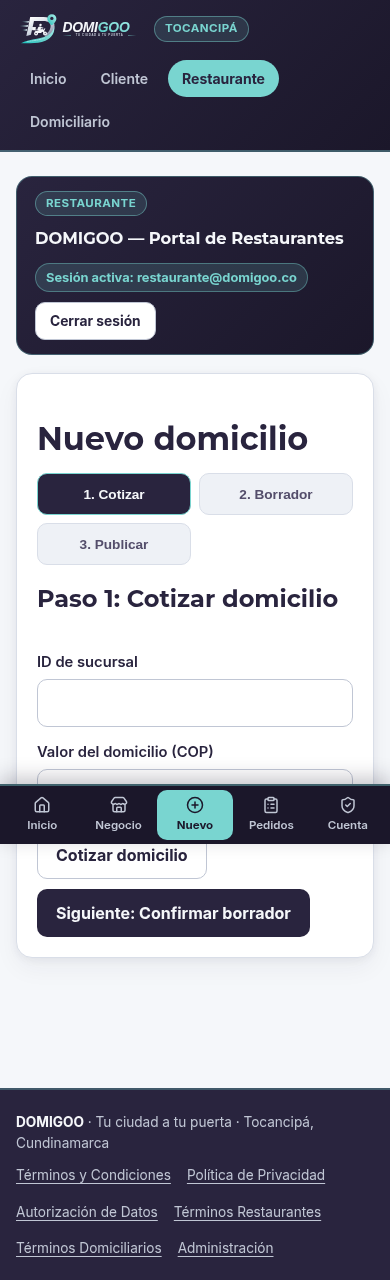 DOMIGOO
TU CIUDAD A TU PUERTA
TOCANCIPÁ
Inicio
Cliente
Restaurante
Domiciliario
RESTAURANTE
DOMIGOO — Portal de Restaurantes
Sesión activa: restaurante@domigoo.co
Cerrar sesión
Nuevo domicilio
1. Cotizar
2. Borrador
3. Publicar
Paso 1: Cotizar domicilio
ID de sucursal
Valor del domicilio (COP)
Inicio
Negocio
Nuevo
Pedidos
Cuenta
Cotizar domicilio
Siguiente: Confirmar borrador
DOMIGOO · Tu ciudad a tu puerta · Tocancipá,
Cundinamarca
Términos y Condiciones
Política de Privacidad
Autorización de Datos
Términos Restaurantes
Términos Domiciliarios
Administración